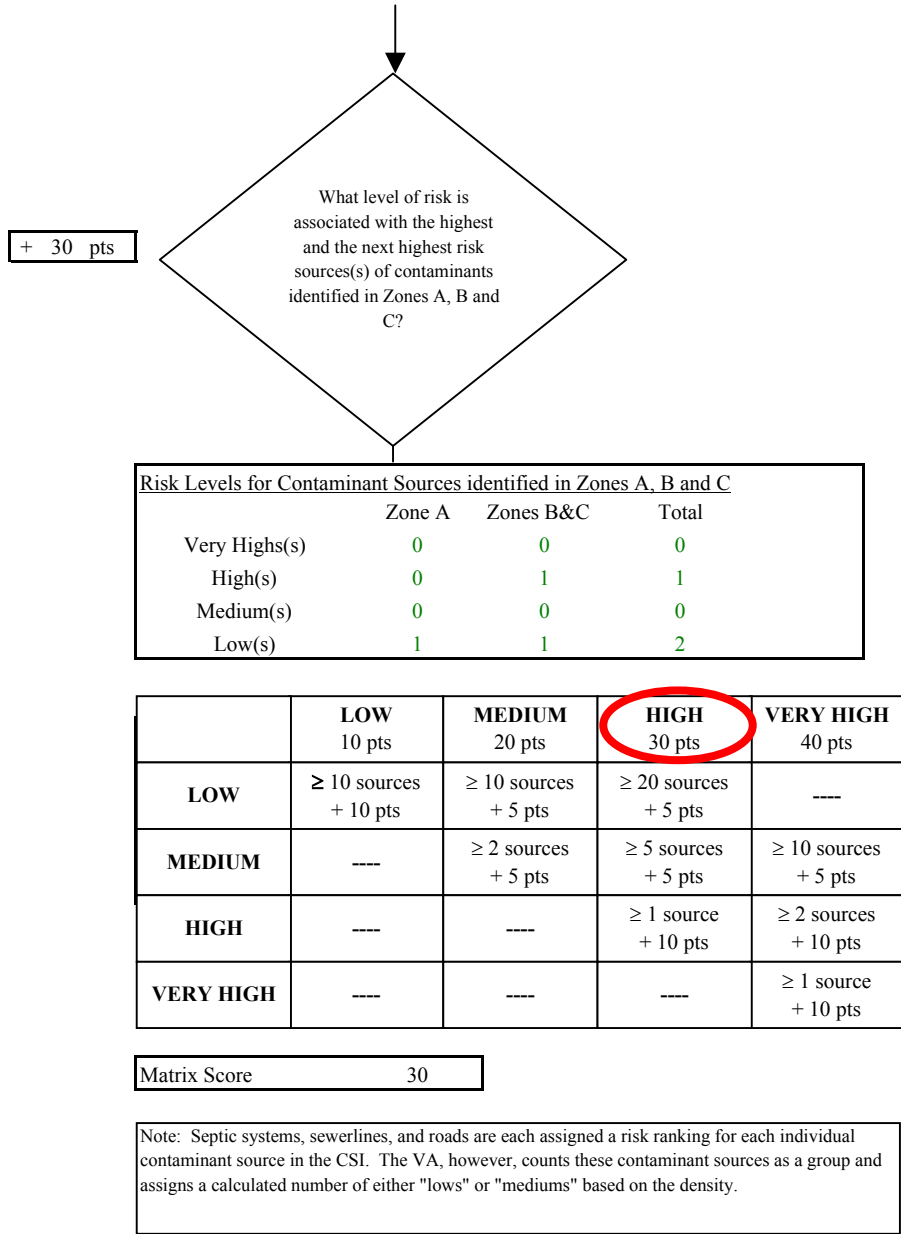 What level of risk is
associated with the highest
and the next highest risk
sources(s) of contaminants
identified in Zones A, B and
C?
+ 30 pts
Risk Levels for Contaminant Sources identified in Zones A, B and C
Zone A Zones B&C Total
Very Highs(s) 0 0 0
High(s) 0 1 1
Medium(s) 0 0 0
Low(s) 1 1 2
LOW MEDIUM HIGH VERY HIGH
10 pts 20 pts 30 pts 40 pts
LOW ≥ 10 sources ≥ 10 sources ≥ 20 sources ----
+ 10 pts + 5 pts + 5 pts
MEDIUM ---- ≥ 2 sources ≥ 5 sources ≥ 10 sources
+ 5 pts + 5 pts + 5 pts
HIGH ---- ---- ≥ 1 source ≥ 2 sources
+ 10 pts + 10 pts
VERY HIGH ---- ---- ---- ≥ 1 source
+ 10 pts
Matrix Score 30
Note: Septic systems, sewerlines, and roads are each assigned a risk ranking for each individual
contaminant source in the CSI. The VA, however, counts these contaminant sources as a group and
assigns a calculated number of either "lows" or "mediums" based on the density.